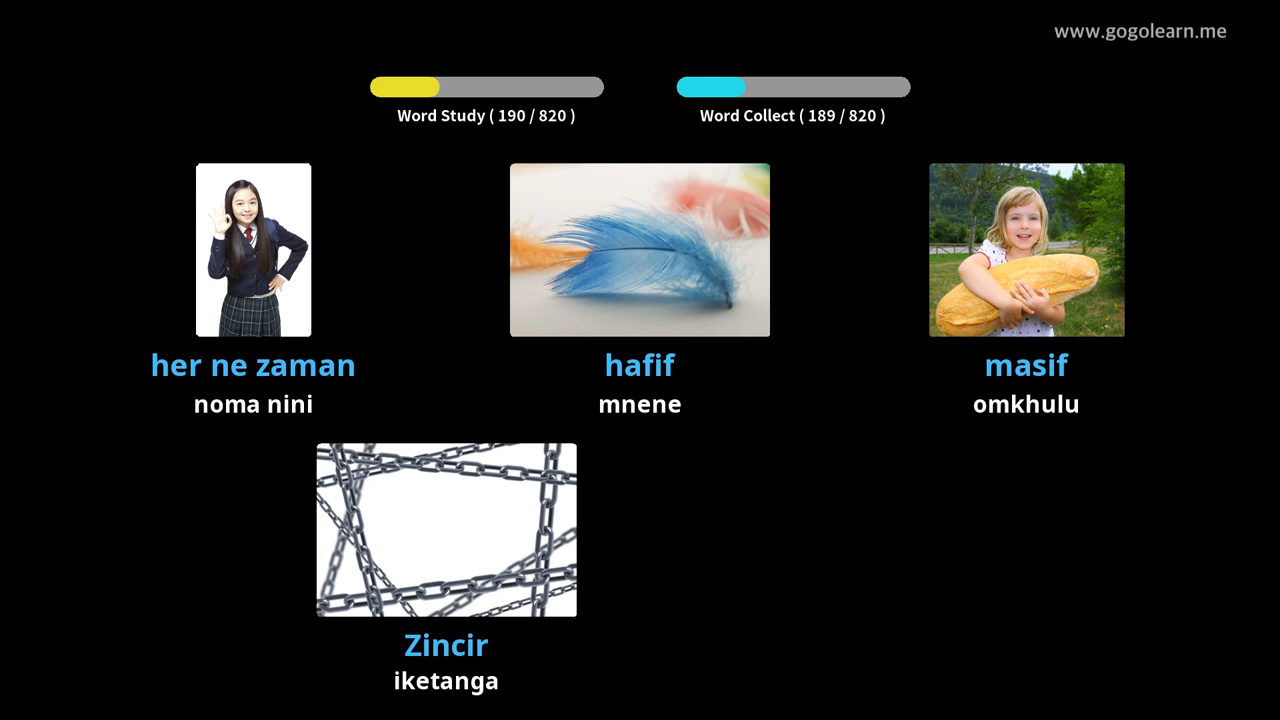 www.gogolearn.me
Word Study ( 190 / 820 )
Word Collect ( 189 / 820 )
her ne zaman
noma nini
hafif
mnene
masif
omkhulu
Zincir
iketanga